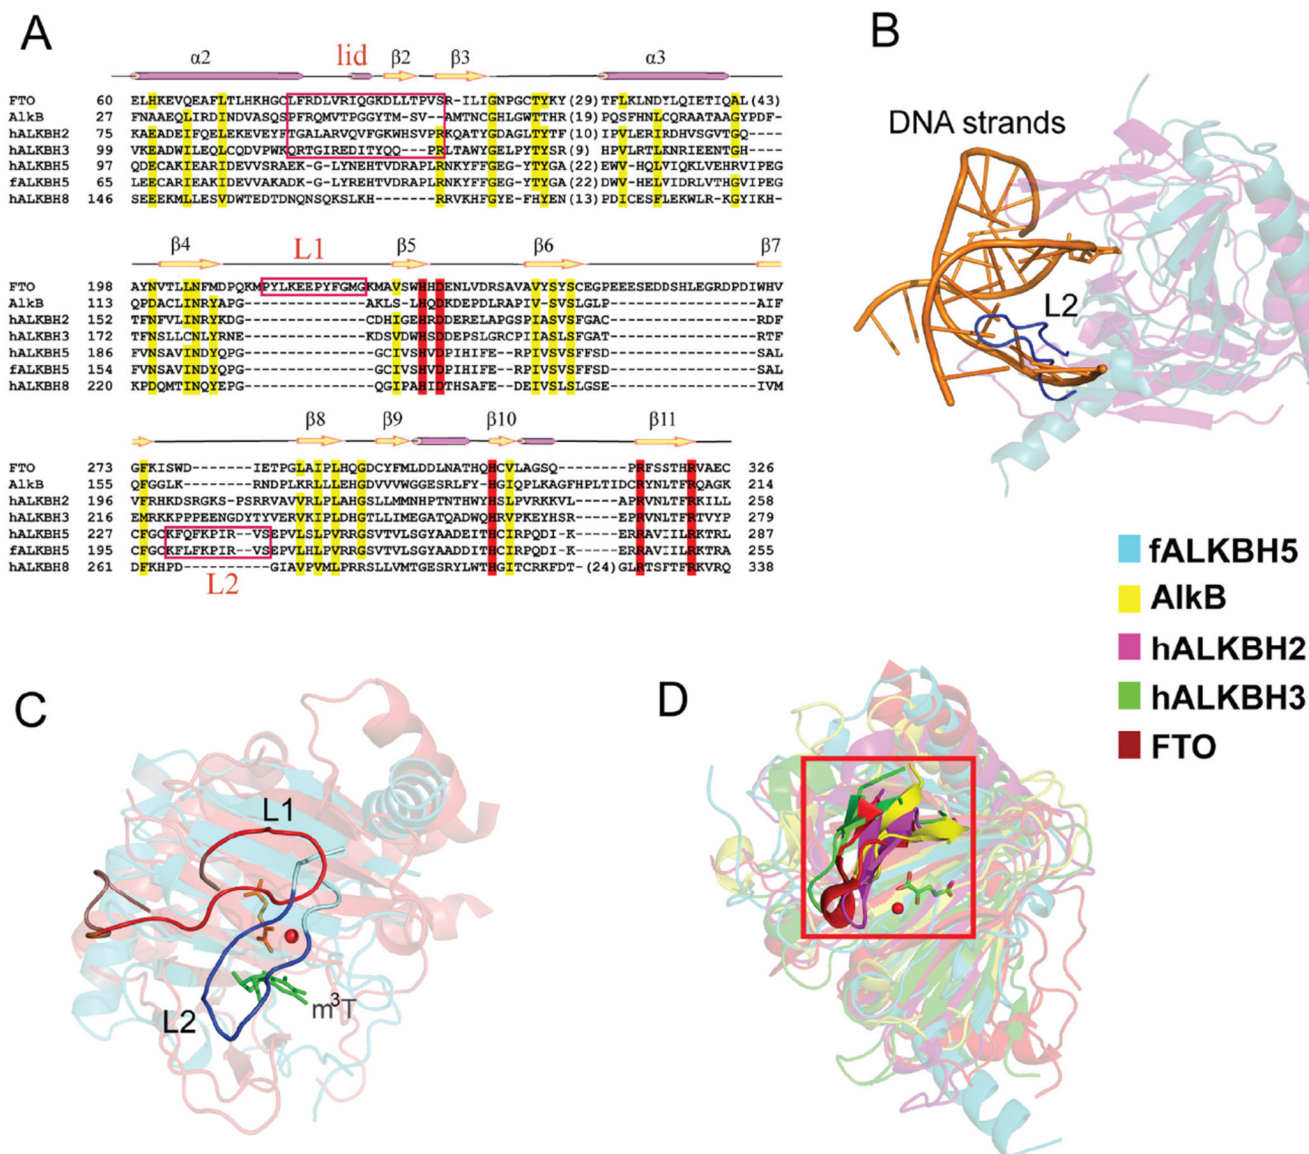 A
α2 lid β2 β3 α3
FTO 60 ELHKEVQEAFLTLHKHGCLFRDLVRIQGKDLLTPVSR-ILIGNPGCTYKY(29)TFLKLNDYLQIETIQAL(43)
AlkB 27 FNAAEQLIRDINDVASQSPFRQMVTPGGYTM-SV--AMTNCGHLGWTTHR(19)PQSFHNLCQRAATAAGYPDF-
hALKBH2 75 KAEADEIFQELEKEVEYFTGALARVQVFGKWHSVPRKQATYGDAGLTYTF(10)IPVLERIRDHVSGVTGQ----
hALKBH3 99 VKEADWILEQLCQDVPWKQRTGIREDITYQQ---PRLTAWYGELPYTYSR(9)HPVLRTLKNRIEENTGH----
hALKBH5 97 QDECAKIEARIDEVVSRAEK-G-LYNEHTVDRAPLRNKYFFGEGYTYGA(22)DWV-HQLVIQKLVEHRVIPEG
fALKBH5 65 LEECARIEAKIDEVVAKADK-G-LYREHTVDRAPLRNKYFFGEG-YTYGA(22)DWV-HELVIDRLVTHGVIPEG
hALKBH8 146 SEEEKMLLESVDWTEDTDNQNSQKSLKH-------RRVKHFGYE-FHYEN(13)PDICESFLEKWLR-KGYIKH-
β4 L1 β5 β6 β7
FTO 198 AYNVTLLNFMDPQKMPYLKEEPYFGMGKMAVSWHHDENLVDRSAVAVYSYSCEGPEEESEDDSHLEGRDPDIWHV
AlkB 113 QPDACLINRYAPG---------------AKLS-LHQDKDEPDLRAPIVSVSLGLP------------------AIF
hALKBH2 152 TFNFVLINRYKDG---------------CDHIGEHRDDERELAPGSPIASVSFGAC-----------------RDF
hALKBH3 172 TFNSLLCNLYRNE---------------KDSVDWHSDDEPSLGRCPIIASLSFGAT-----------------RTF
hALKBH5 186 FVNSAVINDYQPG---------------GCIVSHVDPIHIFE--RPIVSVSFFSD------------------SAL
fALKBH5 154 FVNSAVINDYQPG---------------GCIVSHVDPIHIFE--RPIVSVSFFSD------------------SAL
hALKBH8 220 KPDQMTINQYEPG---------------QGIPAHIDTHSAFE--DEIVSLSLGSE------------------IVM
β8 β9 β10 β11
FTO 273 GFKISWD------IETPGLAIPLHQGDCYFMLDDLNATHQHCVLAGSQ------PRFSSTHRVAEC 326
AlkB 155 QFGGLK-------RNDPLKRLLLEHGDVVVWGGESRLFY-HGIQPLKAGFHPLTIDCRYNLTFRQAGK 214
hALKBH2 196 VFRHKDSRGKS-PSRRVAVVRLPLAHGSLLMMNHPTNTHWYHSLPVRKKVL-----APRVNLTFRKILL 258
hALKBH3 216 EMRKKPPPEENGDYTYVERVKIPLDHGTLLIMEGATQADWQHRVPKEYHSR-----EPRVNLTFRTVYP 279
hALKBH5 227 CFGCKFQFKPIR--VSEPVLSLPVRRGSVTVLSGYAADEITHCIRPQDI-K-----ERRAVIILRKTRL 287
fALKBH5 195 CFGCKFLFKPIR--VSEPVLHLPVRRGSVTVLSGYAADDITHCIRPQDI-K-----ERRAVIILRKTRA 255
hALKBH8 261 DFKHPD---------GIAVPVMLPRRSLLVMTGESRYLWTHGITCRKFDT-(24)GLRTSFTFRKVRQ 338
L2
B
DNA strands
L2
fALKBH5
AlkB
hALKBH2
hALKBH3
FTO
C
L1
L2
m³T
D